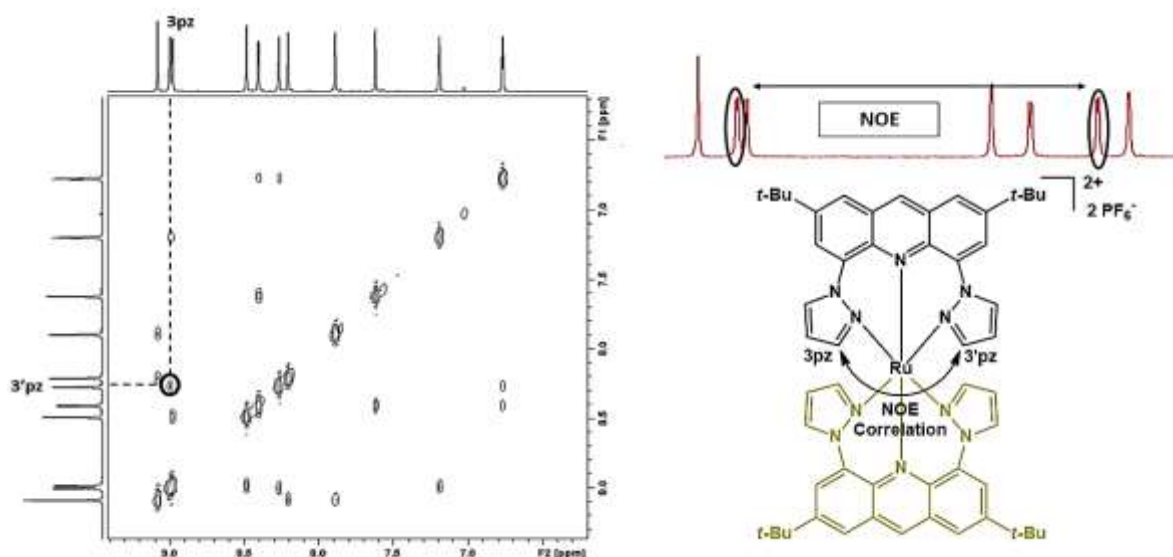 3pz
F1 [ppm]
7.0
7.5
8.0
8.5
9.0
3'pz
9.0 8.5 8.0 7.5 7.0 F2 [ppm]
NOE
2+
2 PF6-
t-Bu t-Bu
N
N N
N N
3pz 3'pz
Ru
NOE
Correlation
N N
N N
N
t-Bu t-Bu